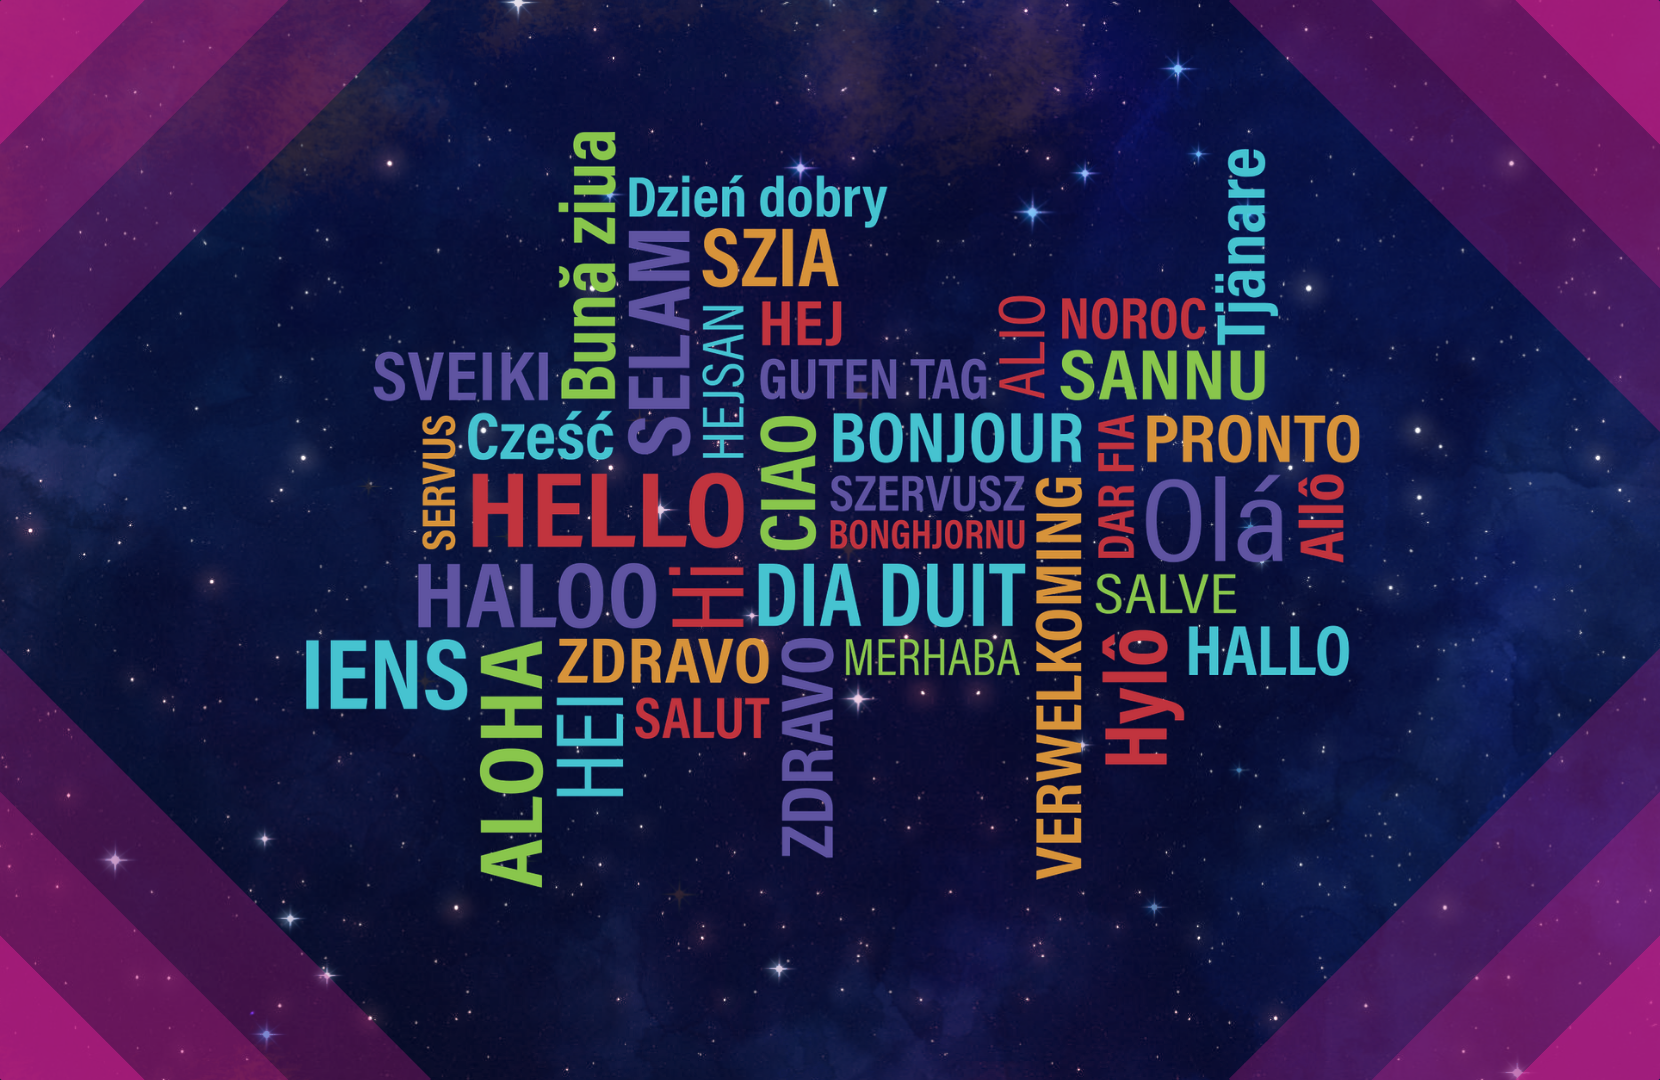 Bună ziua
Dzień dobry
Tjänare
SELAM
SZIA
HEJSAN
HEJ
ALIO
NOROC
SVEIKI
GUTEN TAG
SANNU
SERVUS
Cześć
CIAO
BONJOUR
DAR FIA
PRONTO
HELLO
SZERVUSZ
VERWELKOMING
Olá
Allô
BONGHJORNU
HALOO
Hi
DIA DUIT
SALVE
IENS
ALOHA
ZDRAVO
ZDRAVO
MERHABA
Hylô
HALLO
HEI
SALUT